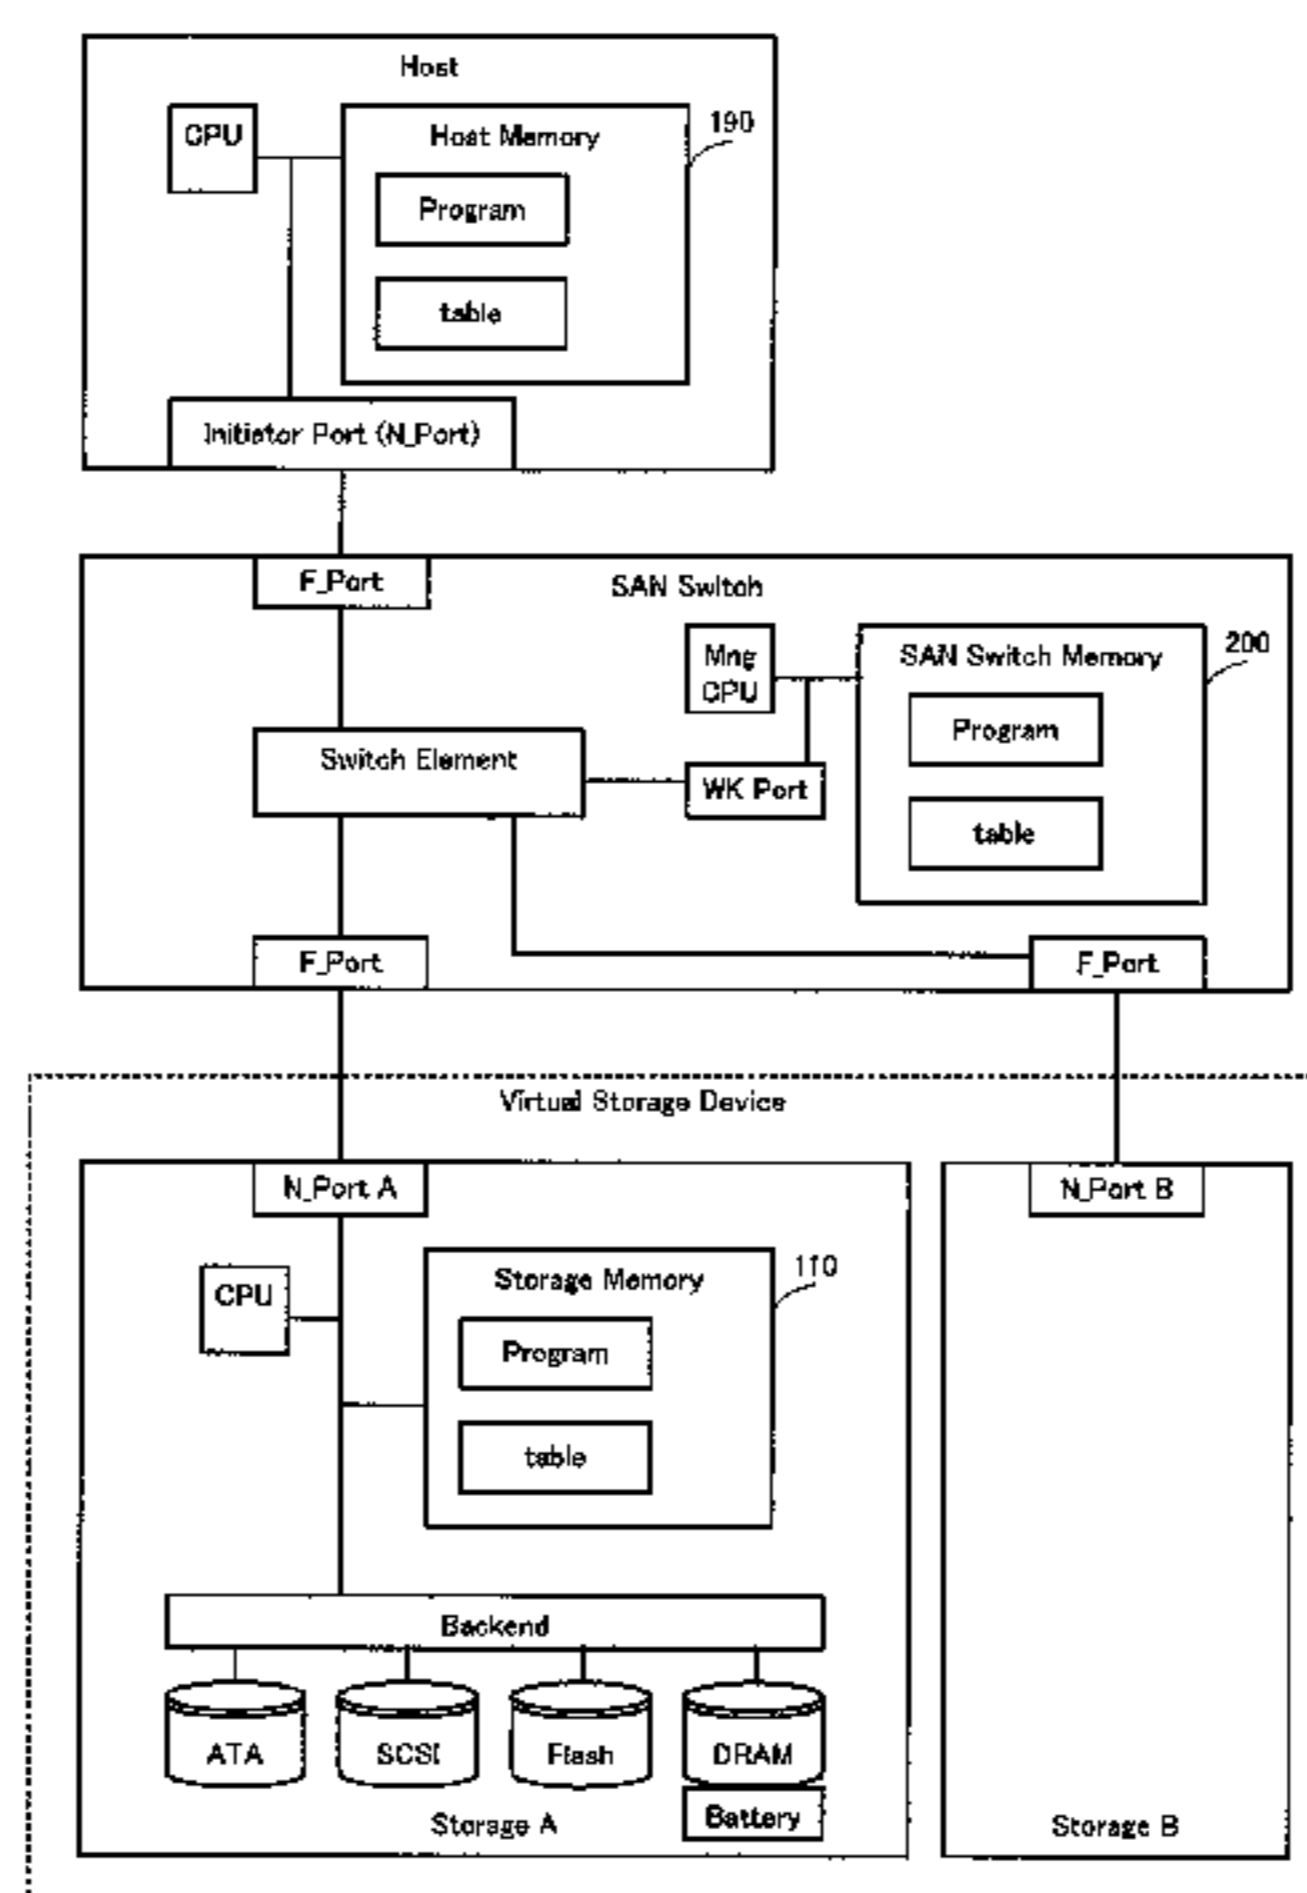 Host
CPU
Host Memory
190
Program
table
Initiator Port (N_Port)
F_Port
SAN Switch
Mng
CPU
SAN Switch Memory
200
Program
Switch Element
WK Port
table
F_Port
F_Port
Virtual Storage Device
N_Port A
N_Port B
CPU
Storage Memory
110
Program
table
Backend
ATA
SCSI
Flash
DRAM
Battery
Storage A
Storage B